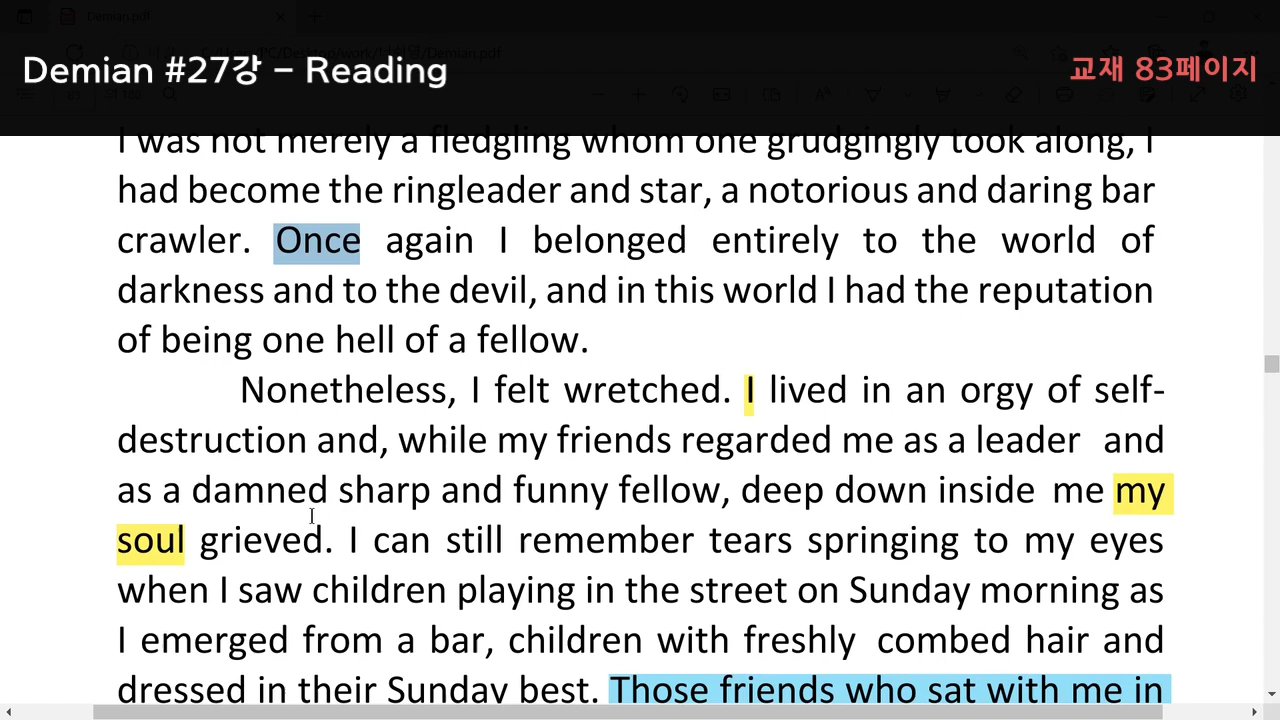 Demian.pdf
Demian #27강 – Reading
교재 83페이지
I was not merely a fledgling whom one grudgingly took along, I
had become the ringleader and star, a notorious and daring bar
crawler. Once again I belonged entirely to the world of
darkness and to the devil, and in this world I had the reputation
of being one hell of a fellow.
Nonetheless, I felt wretched. I lived in an orgy of self-
destruction and, while my friends regarded me as a leader and
as a damned sharp and funny fellow, deep down inside me my
soul grieved. I can still remember tears springing to my eyes
when I saw children playing in the street on Sunday morning as
I emerged from a bar, children with freshly combed hair and
dressed in their Sunday best. Those friends who sat with me in